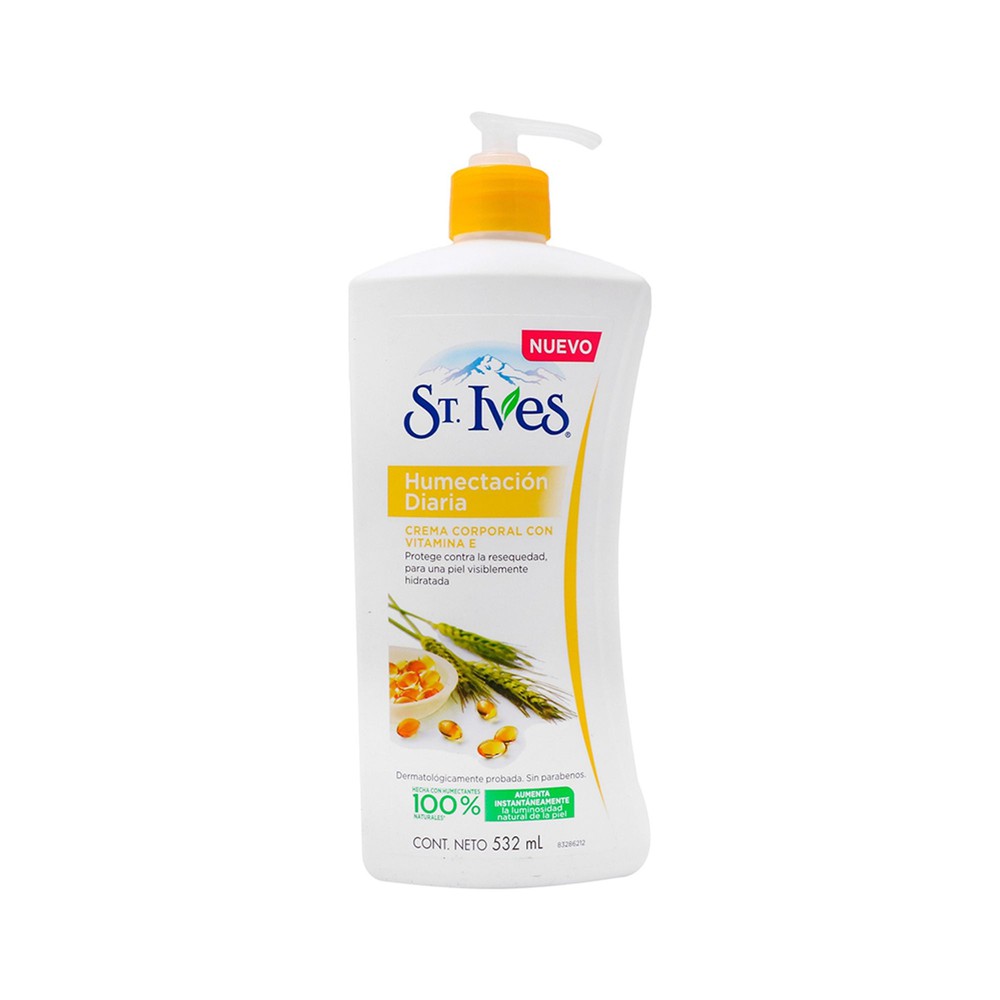 NUEVO
ST. IVES®
Humectación
Diaria
CREMA CORPORAL CON
VITAMINA E
Protege contra la resequedad,
para una piel visiblemente
hidratada
Dermatológicamente probada. Sin parabenos.
HECHA CON HUMECTANTES
100%
NATURALES*
AUMENTA
INSTANTÁNEAMENTE
la luminosidad
natural de la piel
CONT. NETO 532 mL
83286212